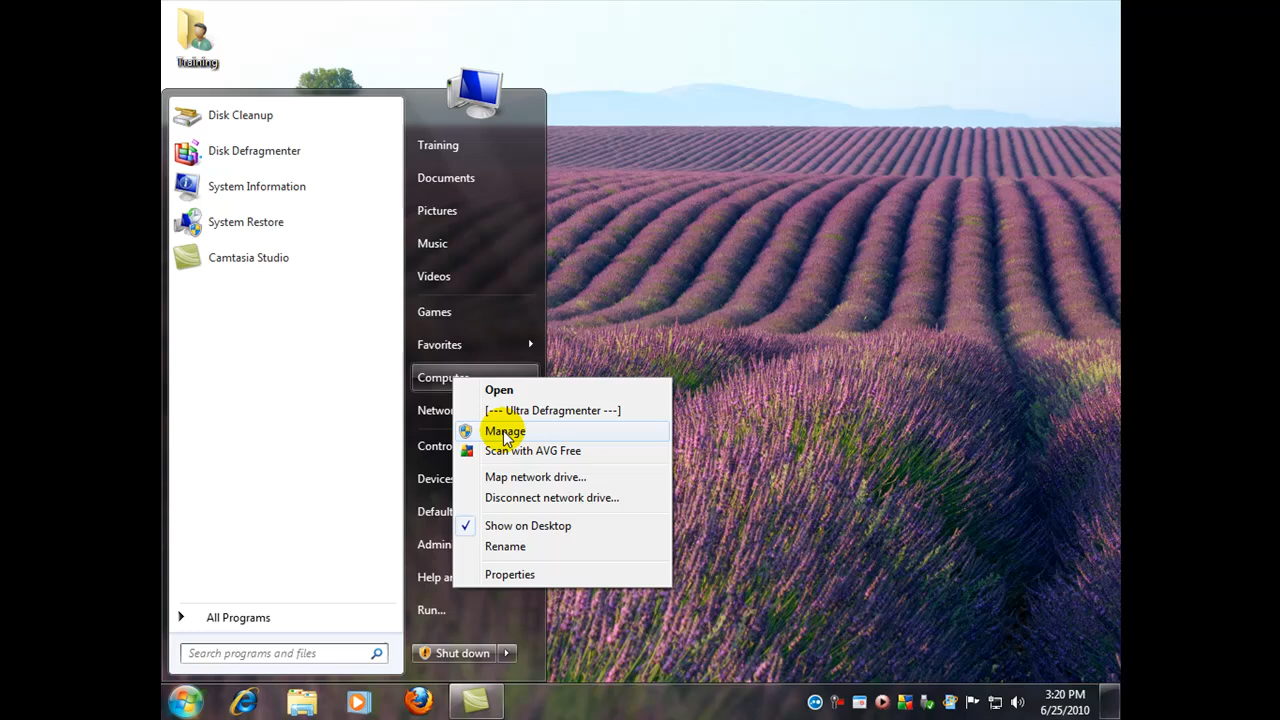 Training
Disk Cleanup
Disk Defragmenter
System Information
System Restore
Camtasia Studio
All Programs
Search programs and files
Training
Documents
Pictures
Music
Videos
Games
Favorites
Computer
Networ
Contro
Devices
Default
Admin
Help an
Run...
Shut down
Open
[--- Ultra Defragmenter ---]
Manage
Scan with AVG Free
Map network drive...
Disconnect network drive...
Show on Desktop
Rename
Properties
3:20 PM
6/25/2010